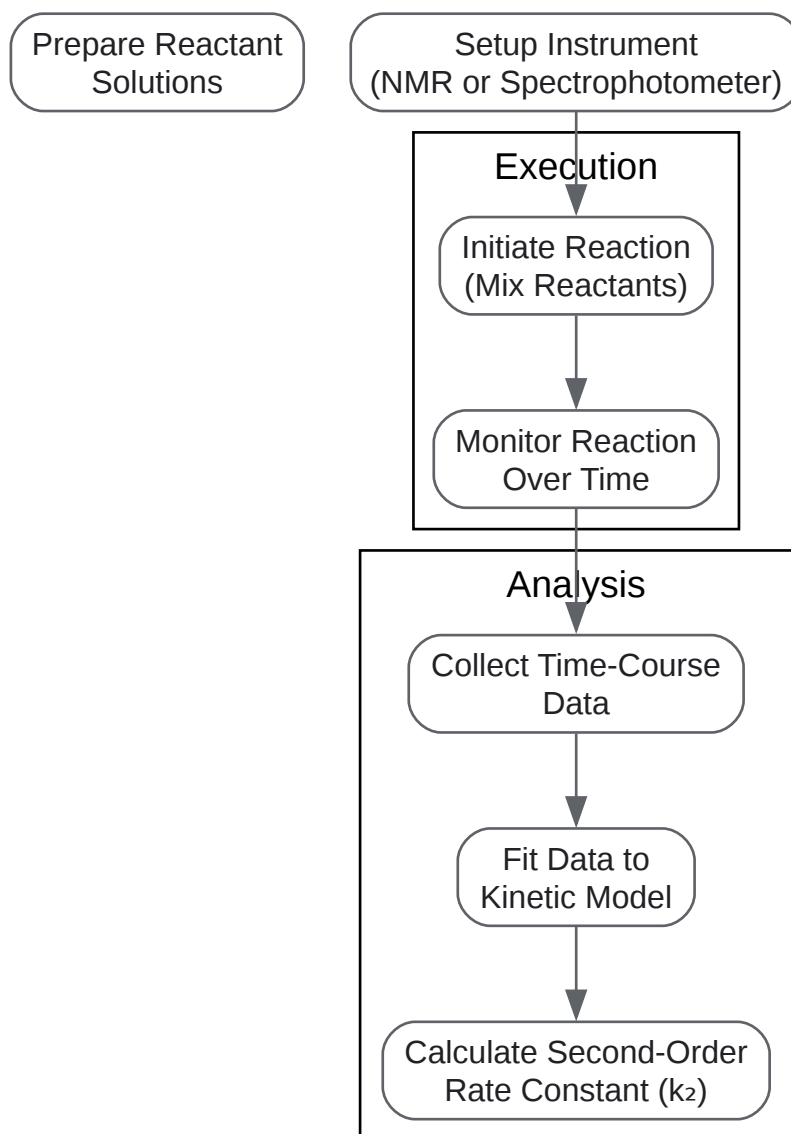 Prepare Reactant
Solutions
Setup Instrument
(NMR or Spectrophotometer)
Execution
Initiate Reaction
(Mix Reactants)
Monitor Reaction
Over Time
Analysis
Collect Time-Course
Data
Fit Data to
Kinetic Model
Calculate Second-Order
Rate Constant (k₂)